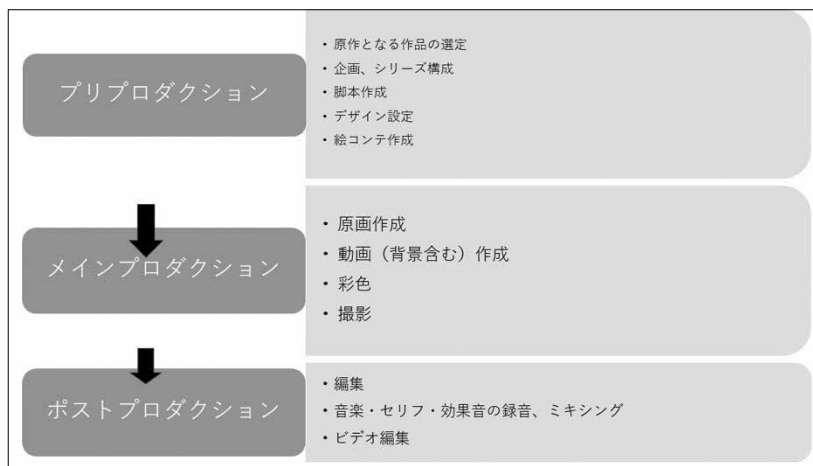 プリプロダクション
・原作となる作品の選定
・企画、シリーズ構成
・脚本作成
・デザイン設定
・絵コンテ作成
メインプロダクション
・原画作成
・動画（背景含む）作成
・彩色
・撮影
ポストプロダクション
・編集
・音楽・セリフ・効果音の録音、ミキシング
・ビデオ編集